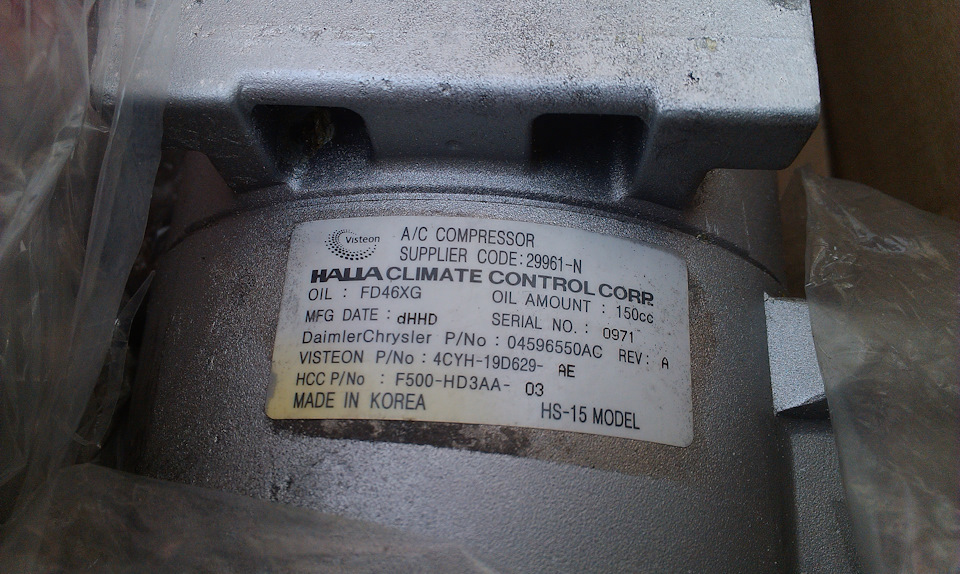 Visteon
A/C COMPRESSOR
SUPPLIER CODE:29961-N
HALLA CLIMATE CONTROL CORP.
OIL : FD46XG OIL AMOUNT : 150cc
MFG DATE : dHHD SERIAL NO. : 0971
DaimlerChrysler P/No : 04596550AC REV: A
VISTEON P/No : 4CYH-19D629- AE
HCC P/No : F500-HD3AA- 03
MADE IN KOREA HS-15 MODEL